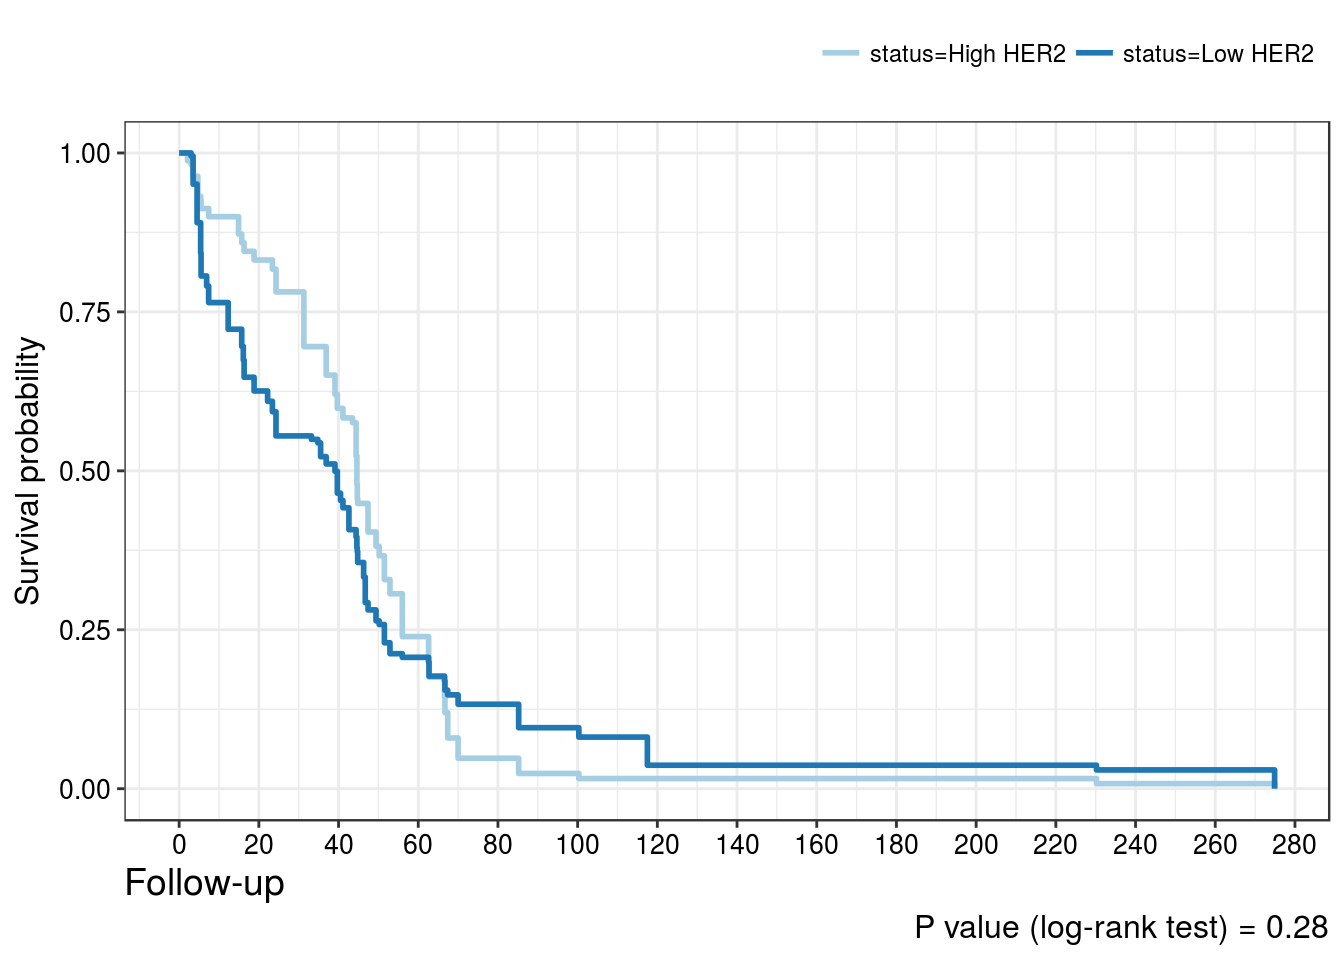 status=High HER2 status=Low HER2
1.00
0.75
0.50
0.25
0.00
Survival probability
0 20 40 60 80 100 120 140 160 180 200 220 240 260 280
Follow-up
P value (log-rank test) = 0.28